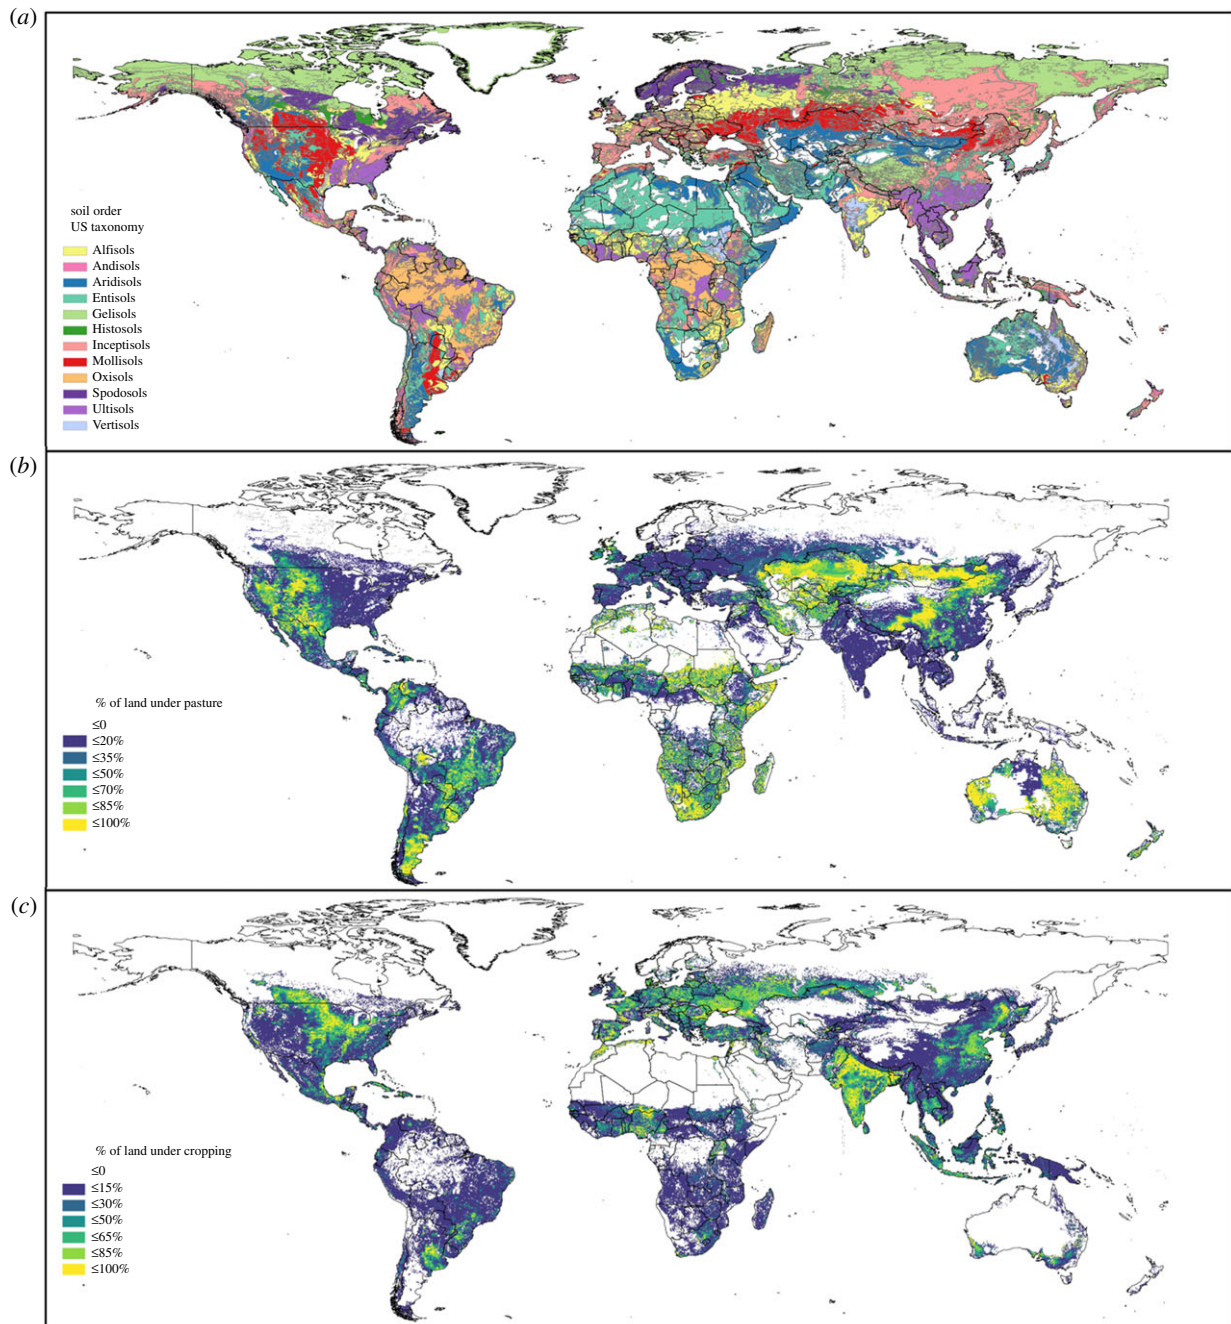 (a)
soil order
US taxonomy
Alfisols
Andisols
Aridisols
Entisols
Gelisols
Histosols
Inceptisols
Mollisols
Oxisols
Spodosols
Ultisols
Vertisols
(b)
% of land under pasture
≤0
≤20%
≤35%
≤50%
≤70%
≤85%
≤100%
(c)
% of land under cropping
≤0
≤15%
≤30%
≤50%
≤65%
≤85%
≤100%